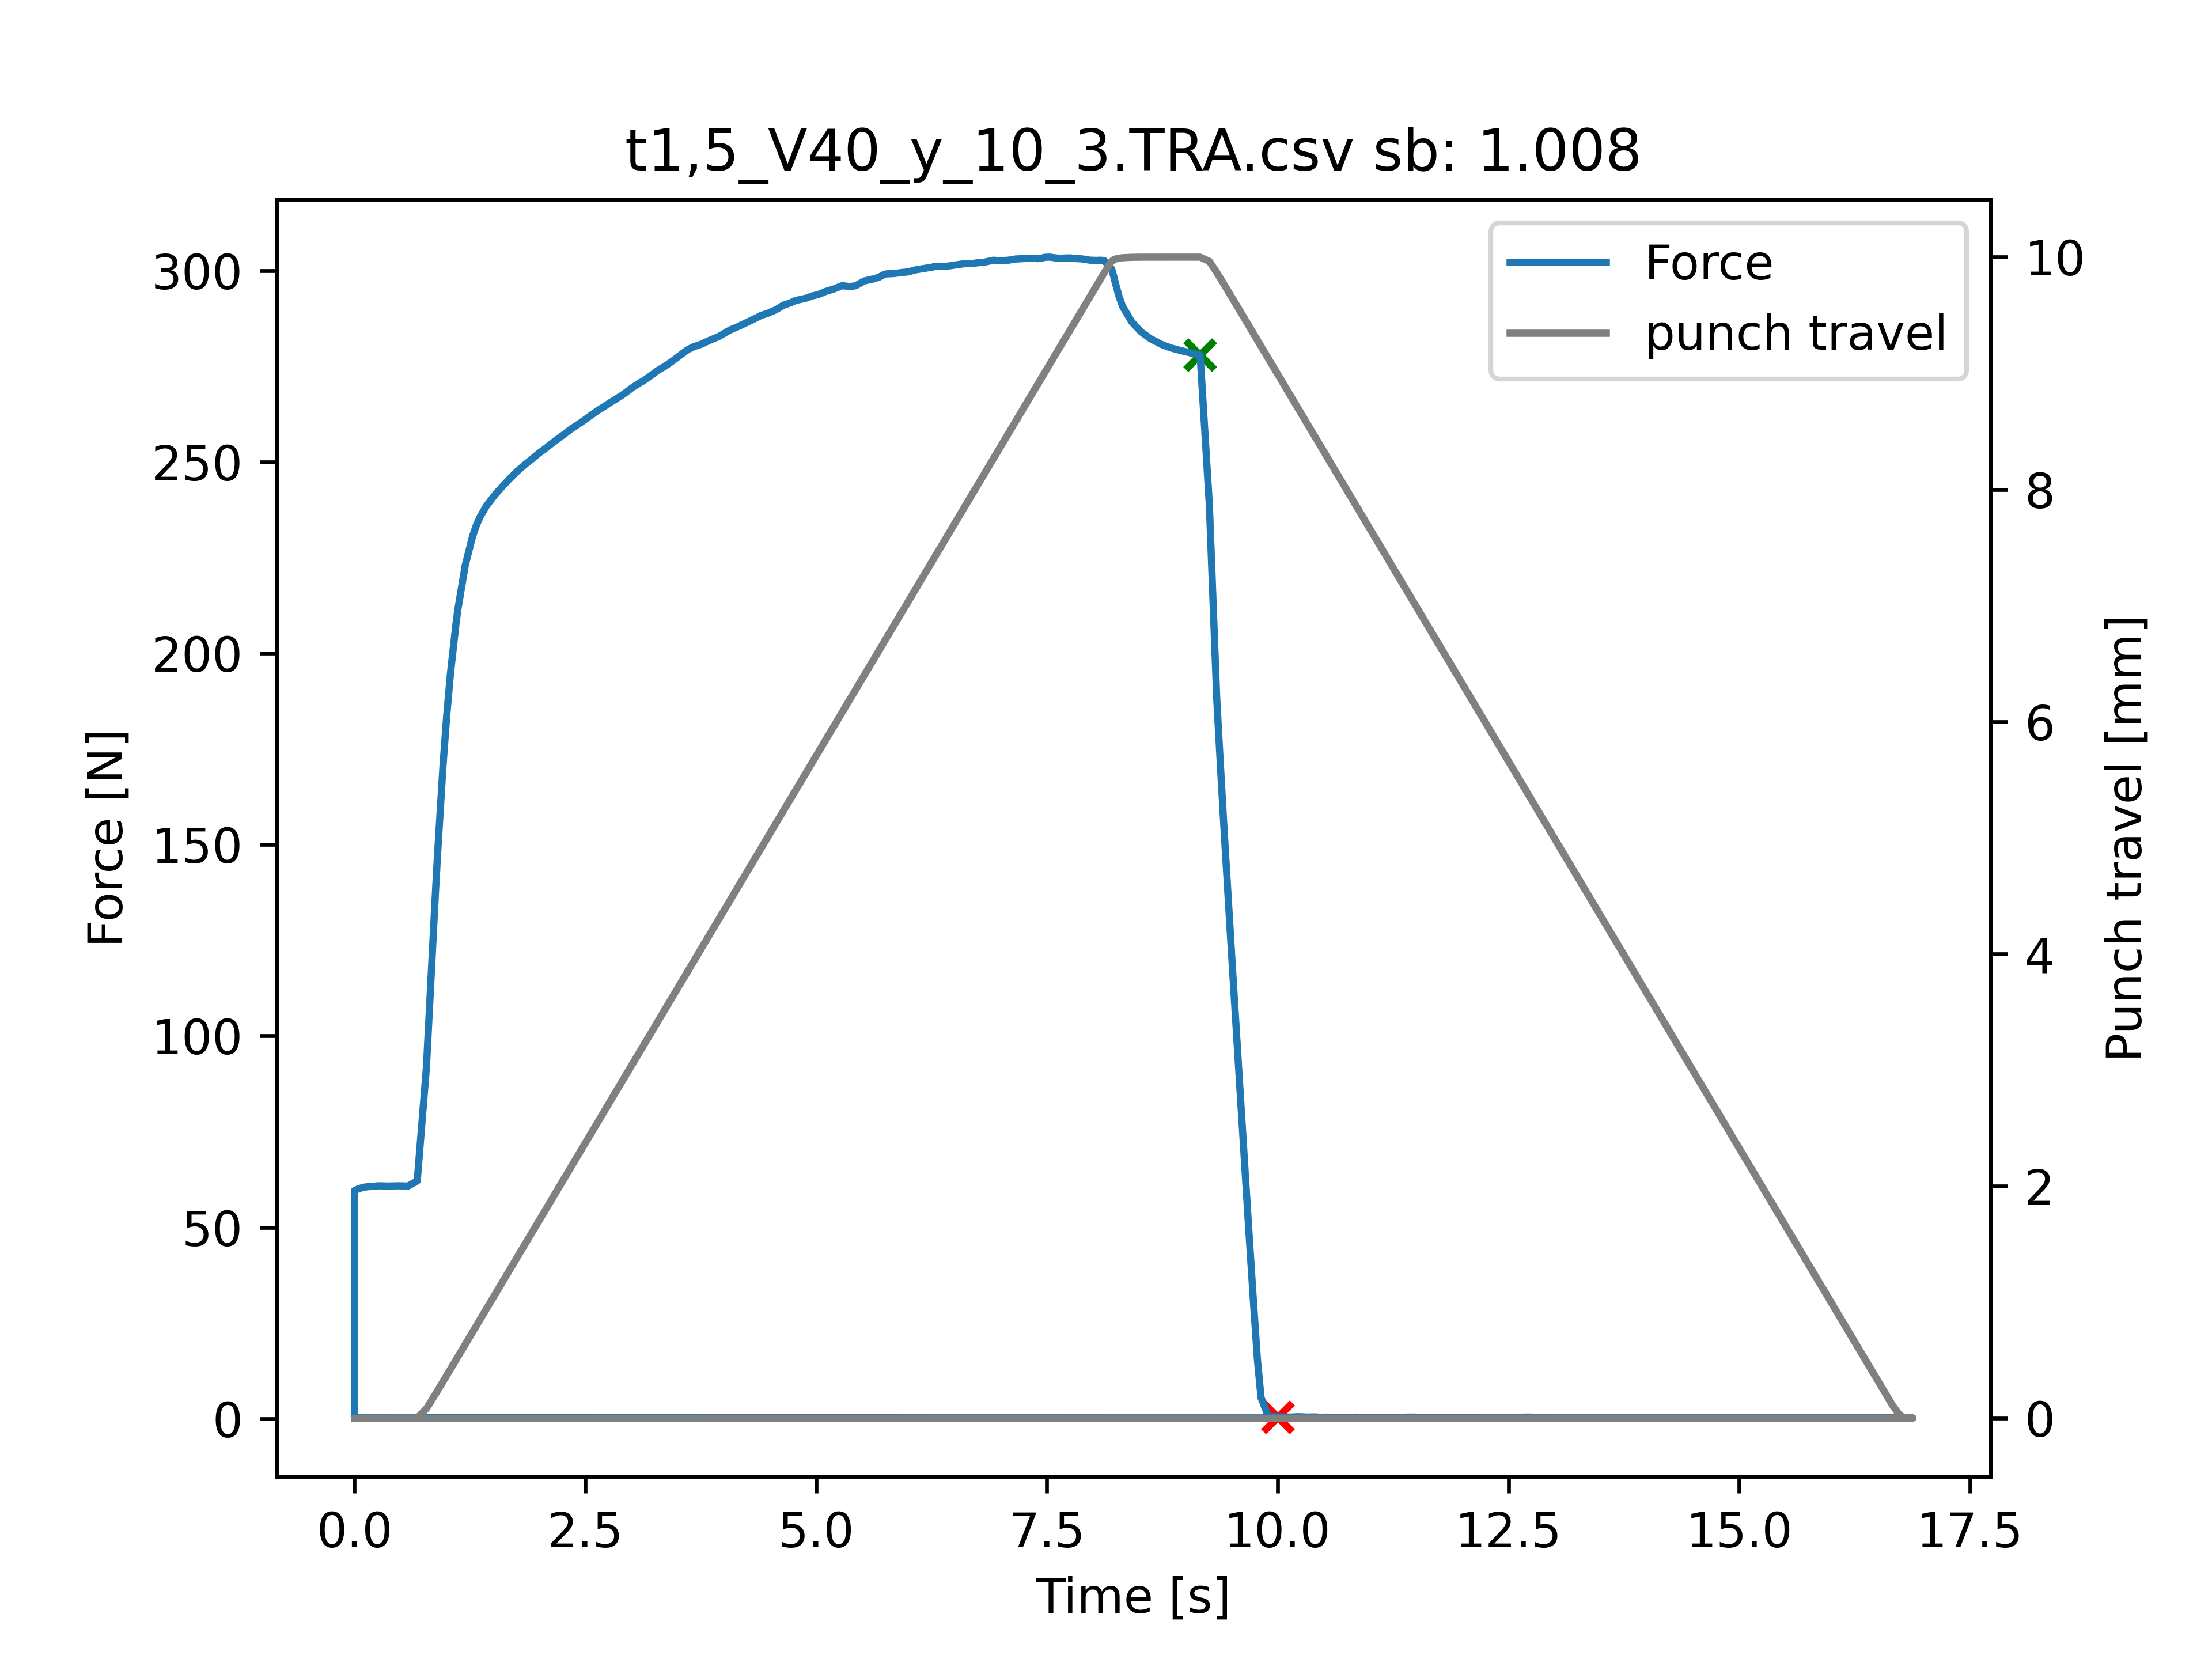 t1,5_V40_y_10_3.TRA.csv sb: 1.008
Force
punch travel
300
250
200
150
100
50
0
Force [N]
10
8
6
4
2
0
Punch travel [mm]
0.0 2.5 5.0 7.5 10.0 12.5 15.0 17.5
Time [s]